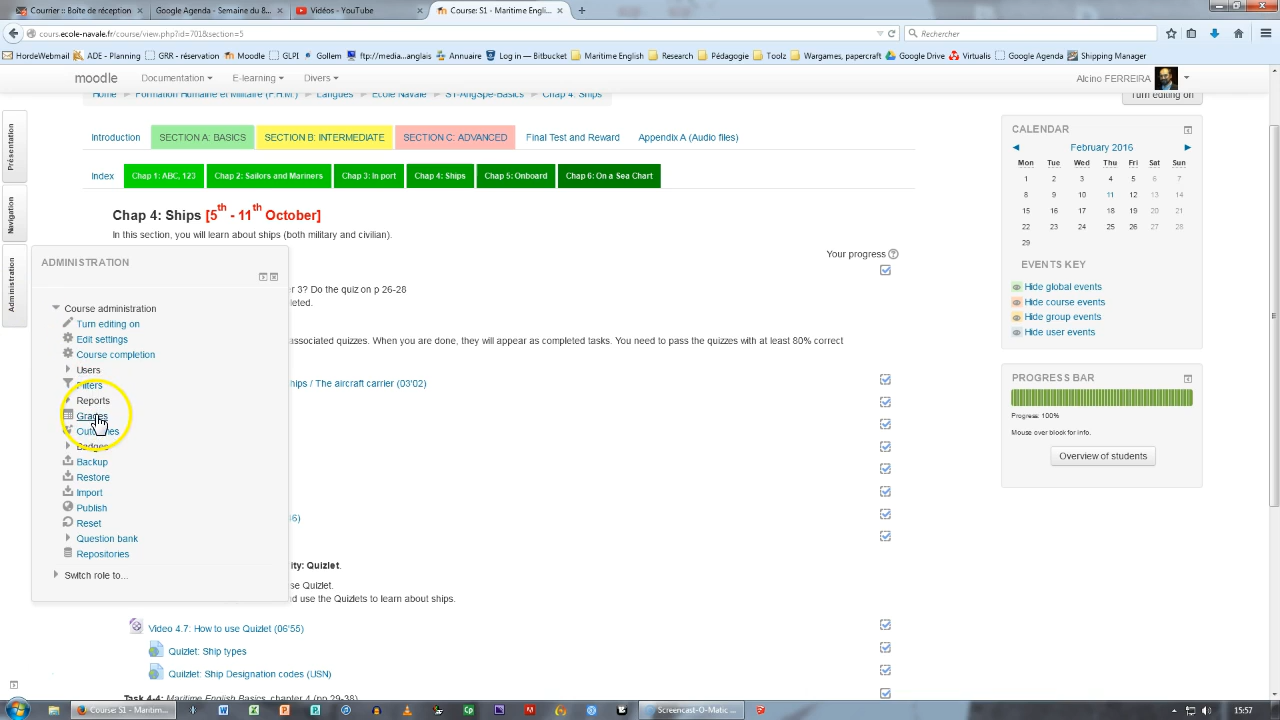 Courrier :: Boîte de réception
Vidéos - YouTube
Course: S1 - Maritime Engl...
cours.ecole-navale.fr/course/view.php?id=701&section=5
Rechercher
HordeWebmail
ADE - Planning
GRR - réservation
Moodle
GLPI
Gollem
ftp://media...anglais
Annuaire
Log in — Bitbucket
Maritime English
Research
Pédagogie
Toolz
Wargames, papercraft
Google Drive
Virtualis
Google Agenda
Shipping Manager
moodle
Documentation
E-learning
Divers
Alcino FERREIRA
Home
Formation Humaine et Militaire (F.H.M.)
Langues
Ecole Navale
S1-AngSpé-Basics
Chap 4: Ships
Turn editing on
Présentation
Navigation
Administration
Introduction
SECTION A: BASICS
SECTION B: INTERMEDIATE
SECTION C: ADVANCED
Final Test and Reward
Appendix A (Audio files)
Index
Chap 1: ABC, 123
Chap 2: Sailors and Mariners
Chap 3: In port
Chap 4: Ships
Chap 5: Onboard
Chap 6: On a Sea Chart
Chap 4: Ships [5th - 11th October]
In this section, you will learn about ships (both military and civilian).
Your progress
ADMINISTRATION
Course administration
Turn editing on
Edit settings
Course completion
Users
Filters
Reports
Grades
Outcomes
Badges
Backup
Restore
Import
Publish
Reset
Question bank
Repositories
Switch role to...
r 3? Do the quiz on p 26-28
leted.
associated quizzes. When you are done, they will appear as completed tasks. You need to pass the quizzes with at least 80% correct
hips / The aircraft carrier (03'02)
ity: Quizlet.
se Quizlet.
nd use the Quizlets to learn about ships.
Video 4.7: How to use Quizlet (06'55)
Quizlet: Ship types
Quilzlet: Ship Designation codes (USN)
Task 4-4: Maritime English Basics, chapter 4 (pp 29-38)
CALENDAR
February 2016
Mon Tue Wed Thu Fri Sat Sun
1 2 3 4 5 6 7
8 9 10 11 12 13 14
15 16 17 18 19 20 21
22 23 24 25 26 27 28
29
EVENTS KEY
Hide global events
Hide course events
Hide group events
Hide user events
PROGRESS BAR
Progress: 100%
Mouse over block for info.
Overview of students
Course: S1 - Maritim...
Screencast-O-Matic ...
15:57